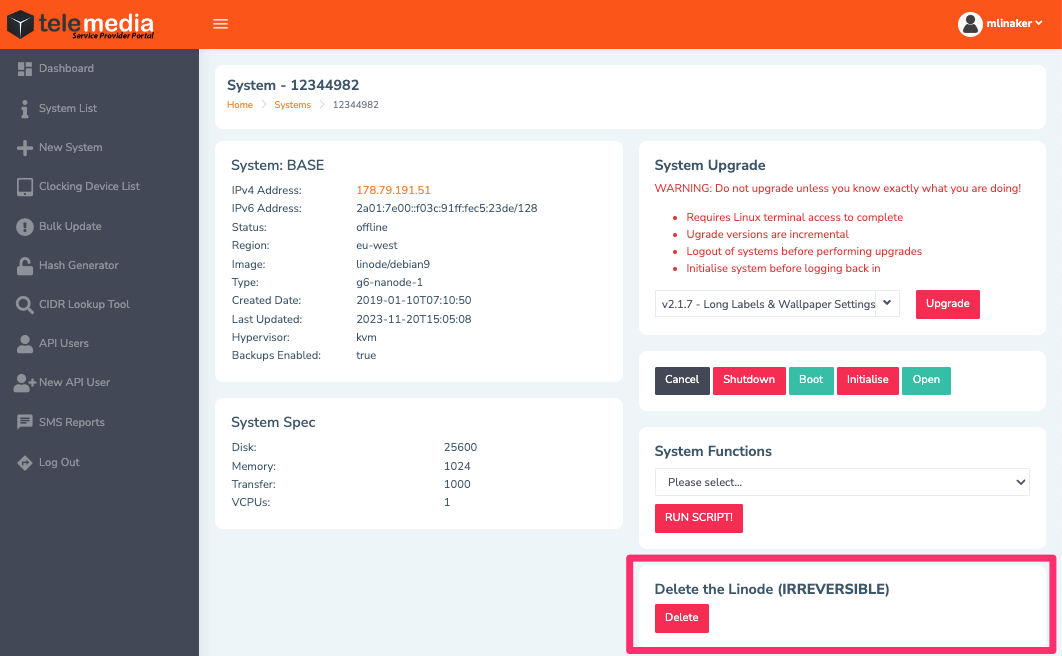 telemedia
Service Provider Portal
mlinaker
Dashboard
System List
New System
Clocking Device List
Bulk Update
Hash Generator
CIDR Lookup Tool
API Users
New API User
SMS Reports
Log Out
System - 12344982
Home Systems 12344982
System: BASE
IPv4 Address: 178.79.191.51
IPv6 Address: 2a01:7e00::f03c:91ff:fec5:23de/128
Status: offline
Region: eu-west
Image: linode/debian9
Type: g6-nanode-1
Created Date: 2019-01-10T07:10:50
Last Updated: 2023-11-20T15:05:08
Hypervisor: kvm
Backups Enabled: true
System Spec
Disk: 25600
Memory: 1024
Transfer: 1000
VCPUs: 1
System Upgrade
WARNING: Do not upgrade unless you know exactly what you are doing!
Requires Linux terminal access to complete
Ugrade versions are incremental
Logout of systems before performing upgrades
Initialise system before logging back in
v2.1.7 - Long Labels & Wallpaper Settings
Upgrade
Cancel Shutdown Boot Initialise Open
System Functions
Please select...
RUN SCRIPT!
Delete the Linode (IRREVERSIBLE)
Delete